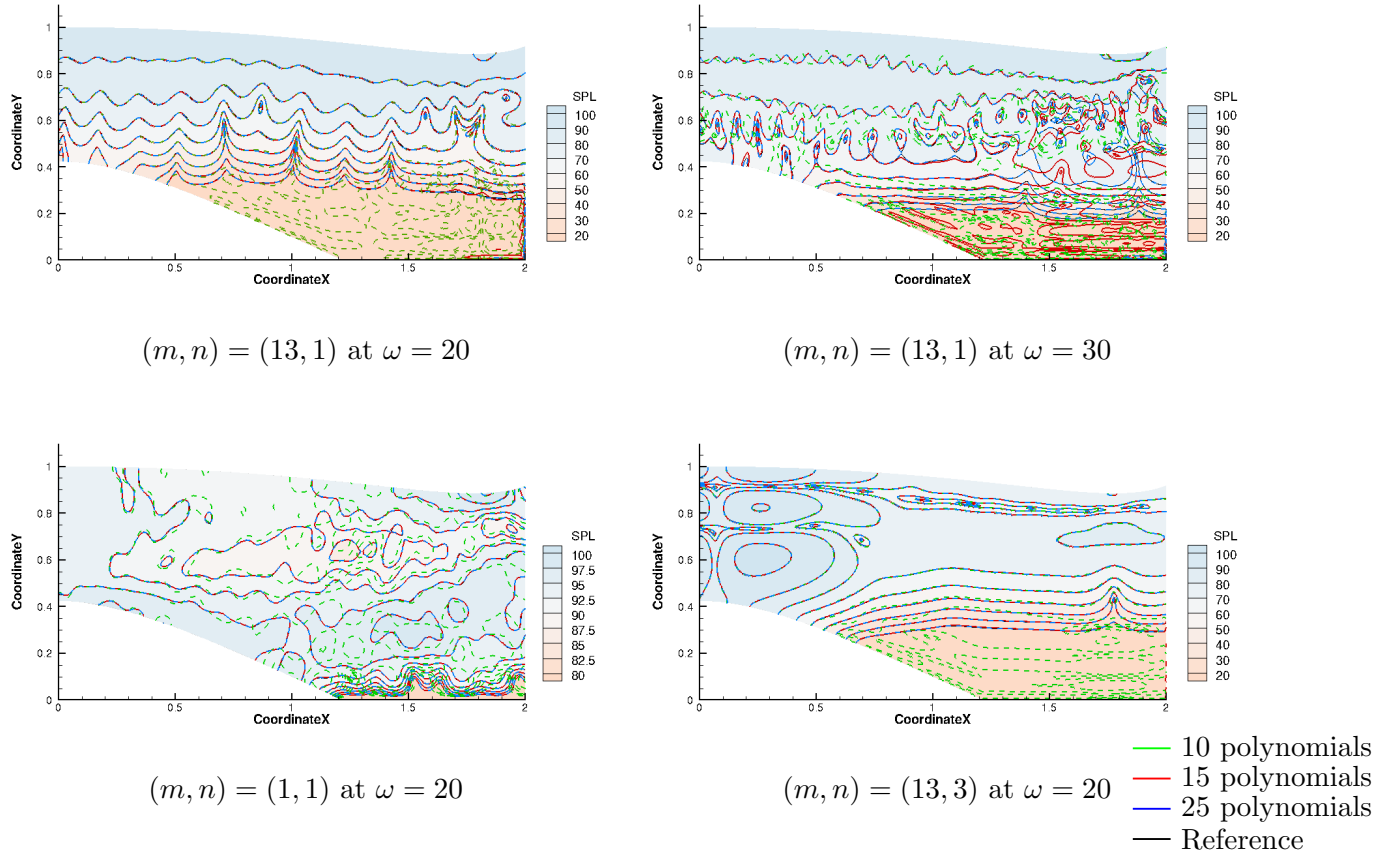 CoordinateY
1
0.8
0.6
0.4
0.2
0
0 0.5 1 1.5 2
CoordinateX
SPL
100
90
80
70
60
50
40
30
20
(m, n) = (13, 1) at ω = 20
CoordinateY
1
0.8
0.6
0.4
0.2
0
0 0.5 1 1.5 2
CoordinateX
SPL
100
90
80
70
60
50
40
30
20
(m, n) = (13, 1) at ω = 30
CoordinateY
1
0.8
0.6
0.4
0.2
0
0 0.5 1 1.5 2
CoordinateX
SPL
100
97.5
95
92.5
90
87.5
85
82.5
80
(m, n) = (1, 1) at ω = 20
CoordinateY
1
0.8
0.6
0.4
0.2
0
0 0.5 1 1.5 2
CoordinateX
SPL
100
90
80
70
60
50
40
30
20
(m, n) = (13, 3) at ω = 20
10 polynomials
15 polynomials
25 polynomials
Reference